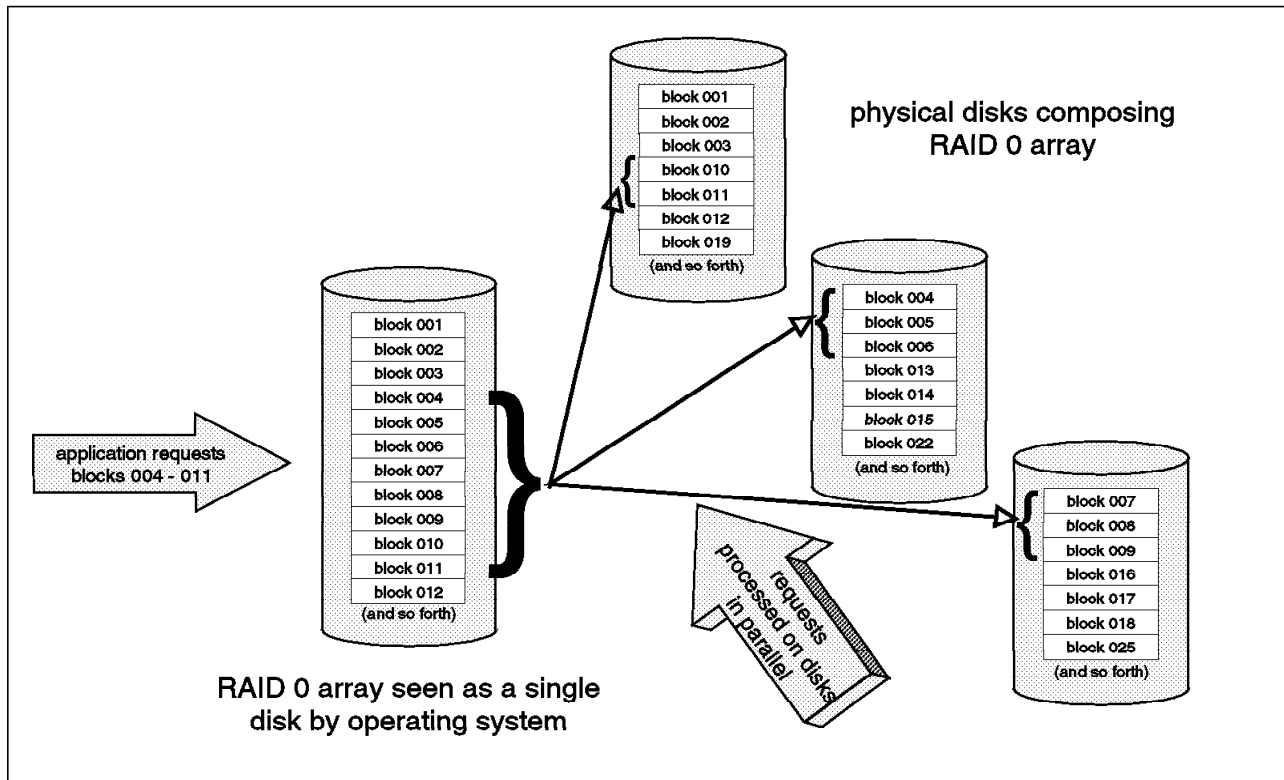 block 001
block 002
block 003
block 010
block 011
block 012
block 019
(and so forth)
physical disks composing
RAID 0 array
block 004
block 005
block 006
block 013
block 014
block 015
block 022
(and so forth)
block 001
block 002
block 003
block 004
block 005
block 006
block 007
block 008
block 009
block 010
block 011
block 012
(and so forth)
application requests
blocks 004 - 011
block 007
block 008
block 009
block 016
block 017
block 018
block 025
(and so forth)
requests
processed on disks
in parallel
RAID 0 array seen as a single
disk by operating system